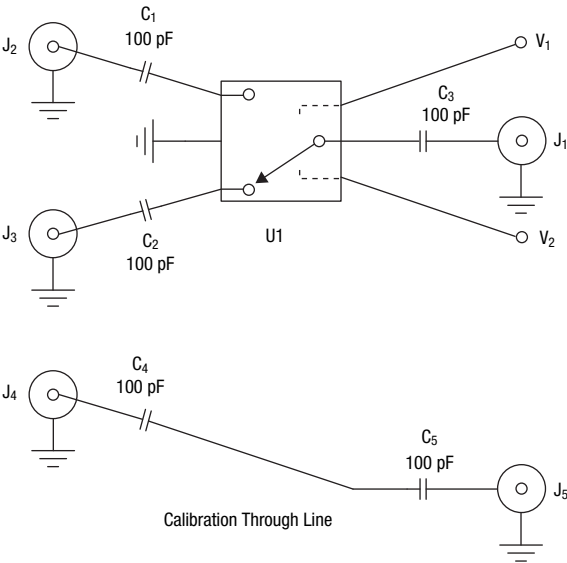 C1
100 pF
J2
V1
C3
100 pF
J1
J3
C2
100 pF
U1
V2
C4
100 pF
J4
C5
100 pF
J5
Calibration Through Line